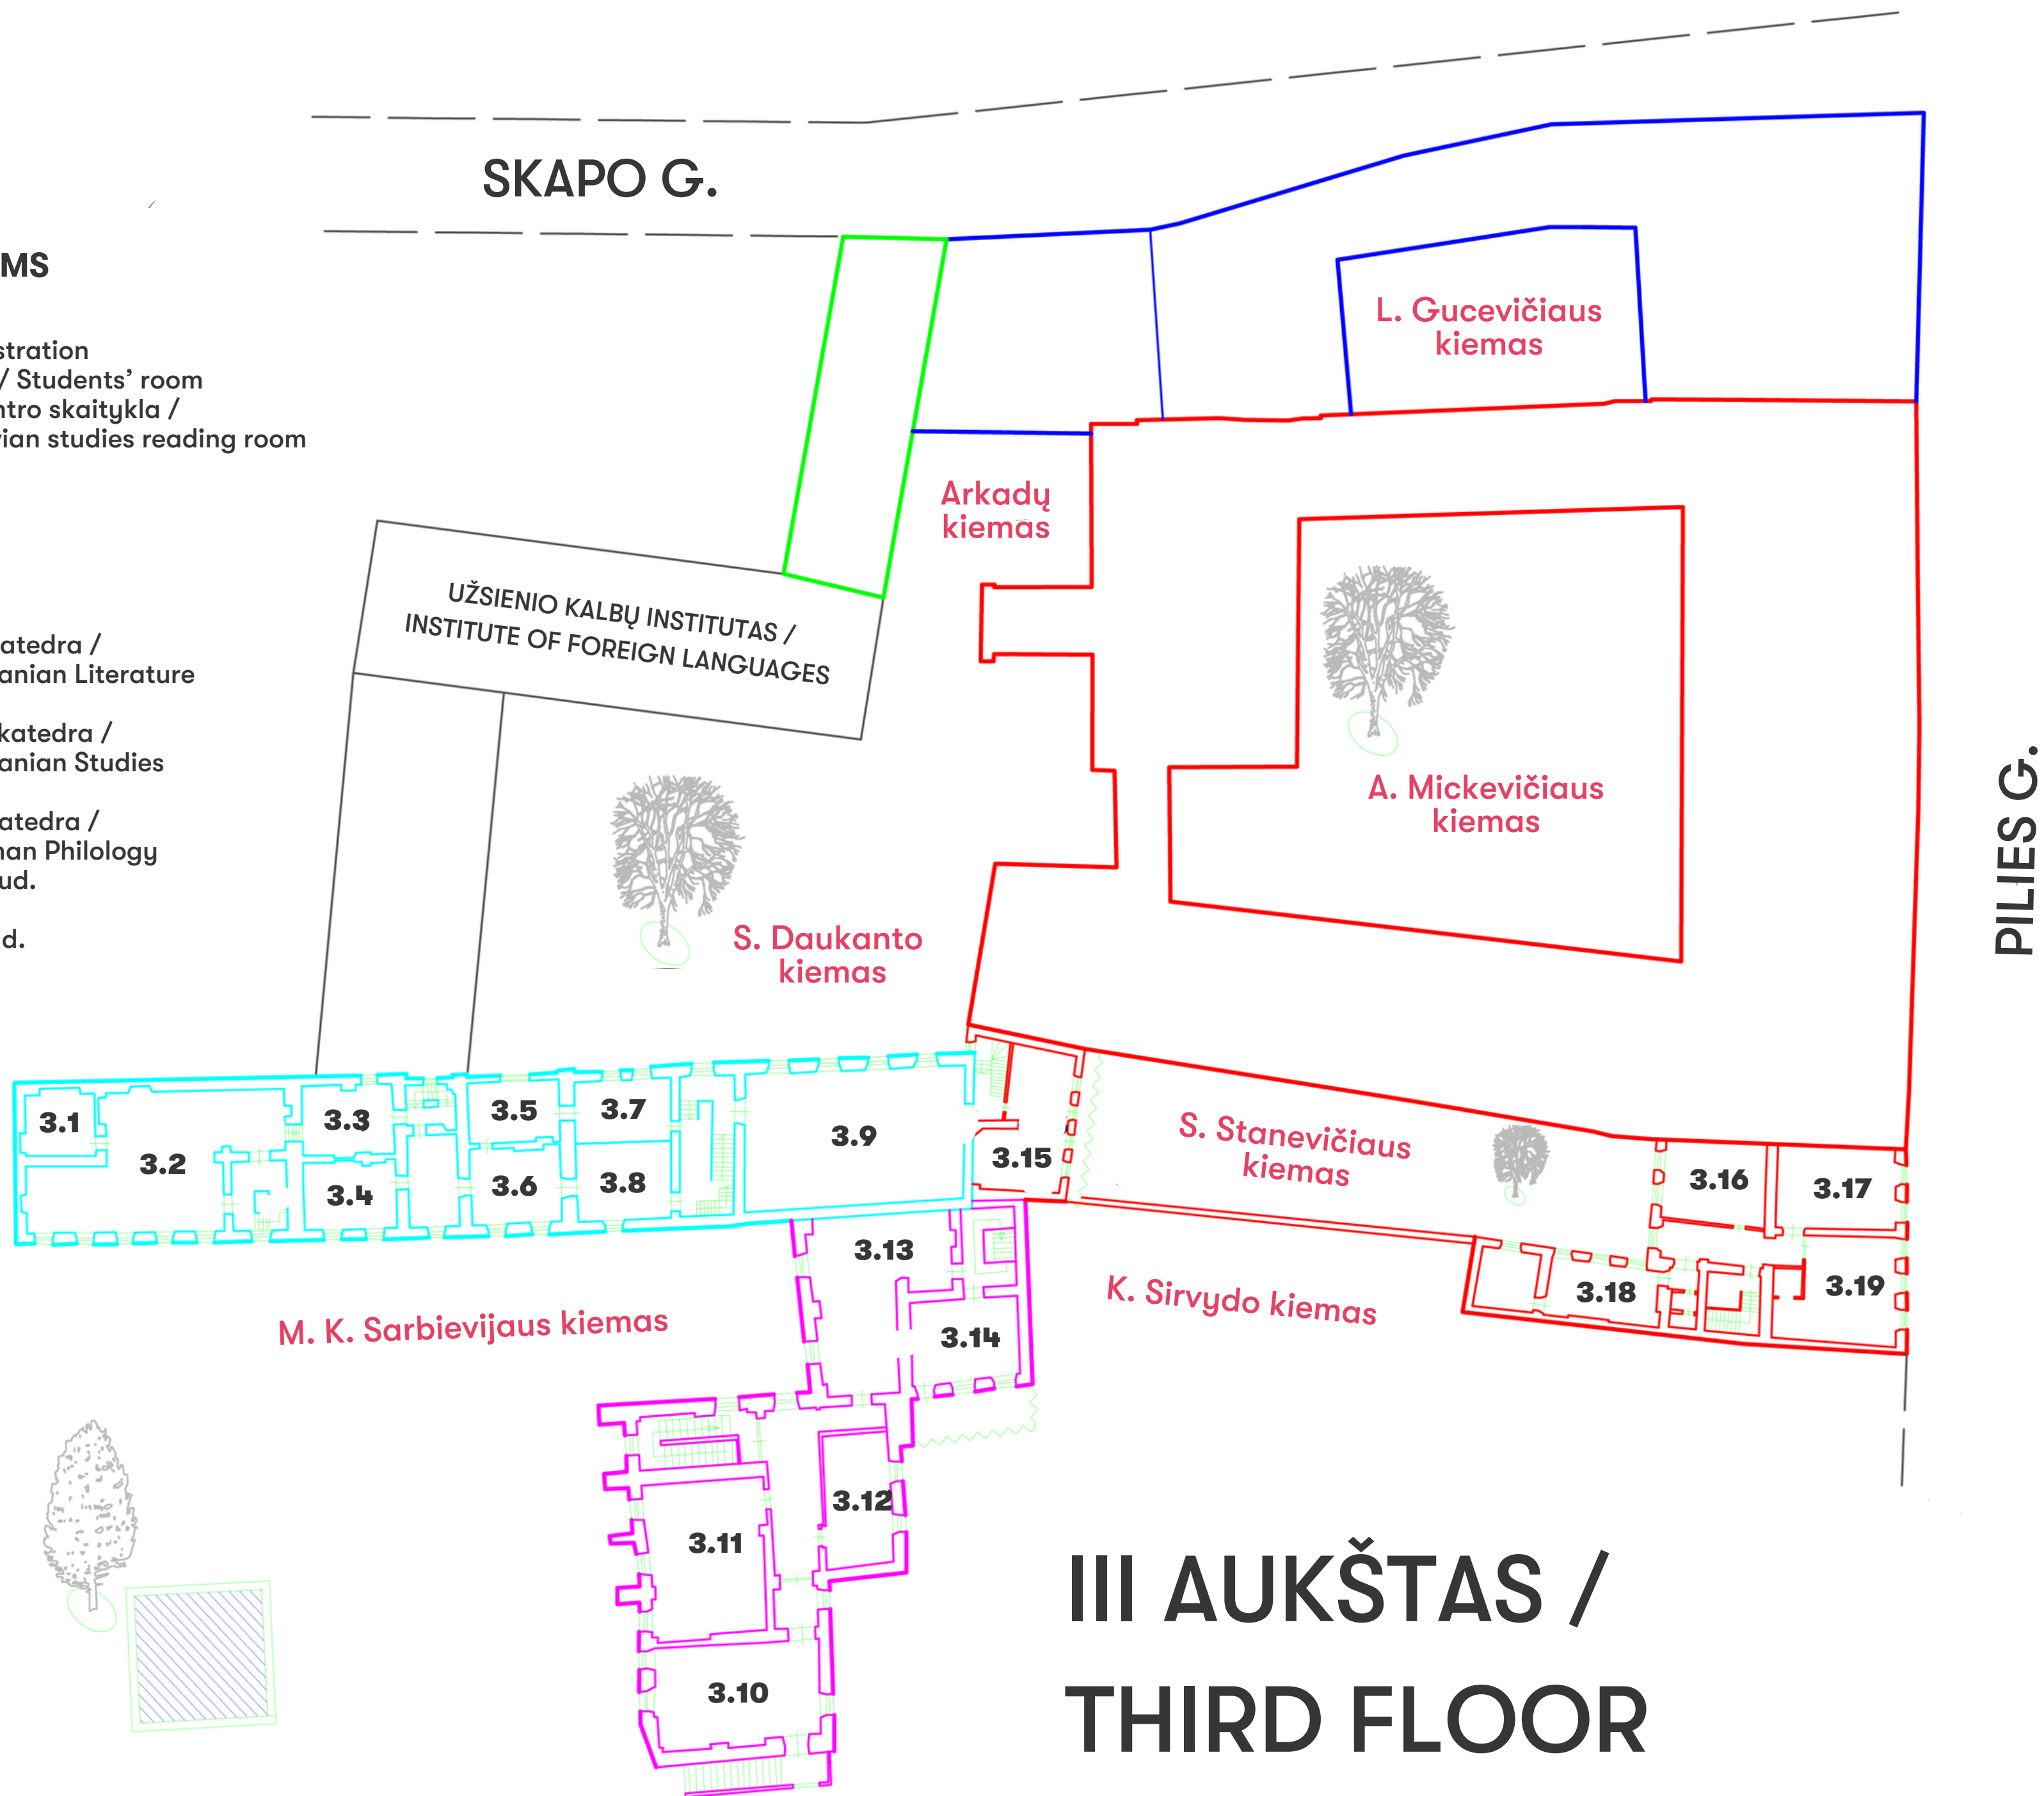 SKAPO G.
MS
stration
/ Students’ room
ntro skaitykla /
vian studies reading room
L. Gucevičiaus
kiemas
Arkadų
kiemas
UŽSIENIO KALBŲ INSTITUTAS /
INSTITUTE OF FOREIGN LANGUAGES
atedra /
anian Literature
katedra /
anian Studies
atedra /
nan Philology
ud.
d.
A. Mickevičiaus
kiemas
PILIES G.
S. Daukanto
kiemas
3.1
3.2
3.3
3.4
3.5
3.6
3.7
3.8
3.9
3.15
S. Stanevičiaus
kiemas
3.16
3.17
3.18
3.19
3.13
3.14
K. Sirvydo kiemas
M. K. Sarbievijaus kiemas
3.12
3.11
3.10
III AUKŠTAS /
THIRD FLOOR